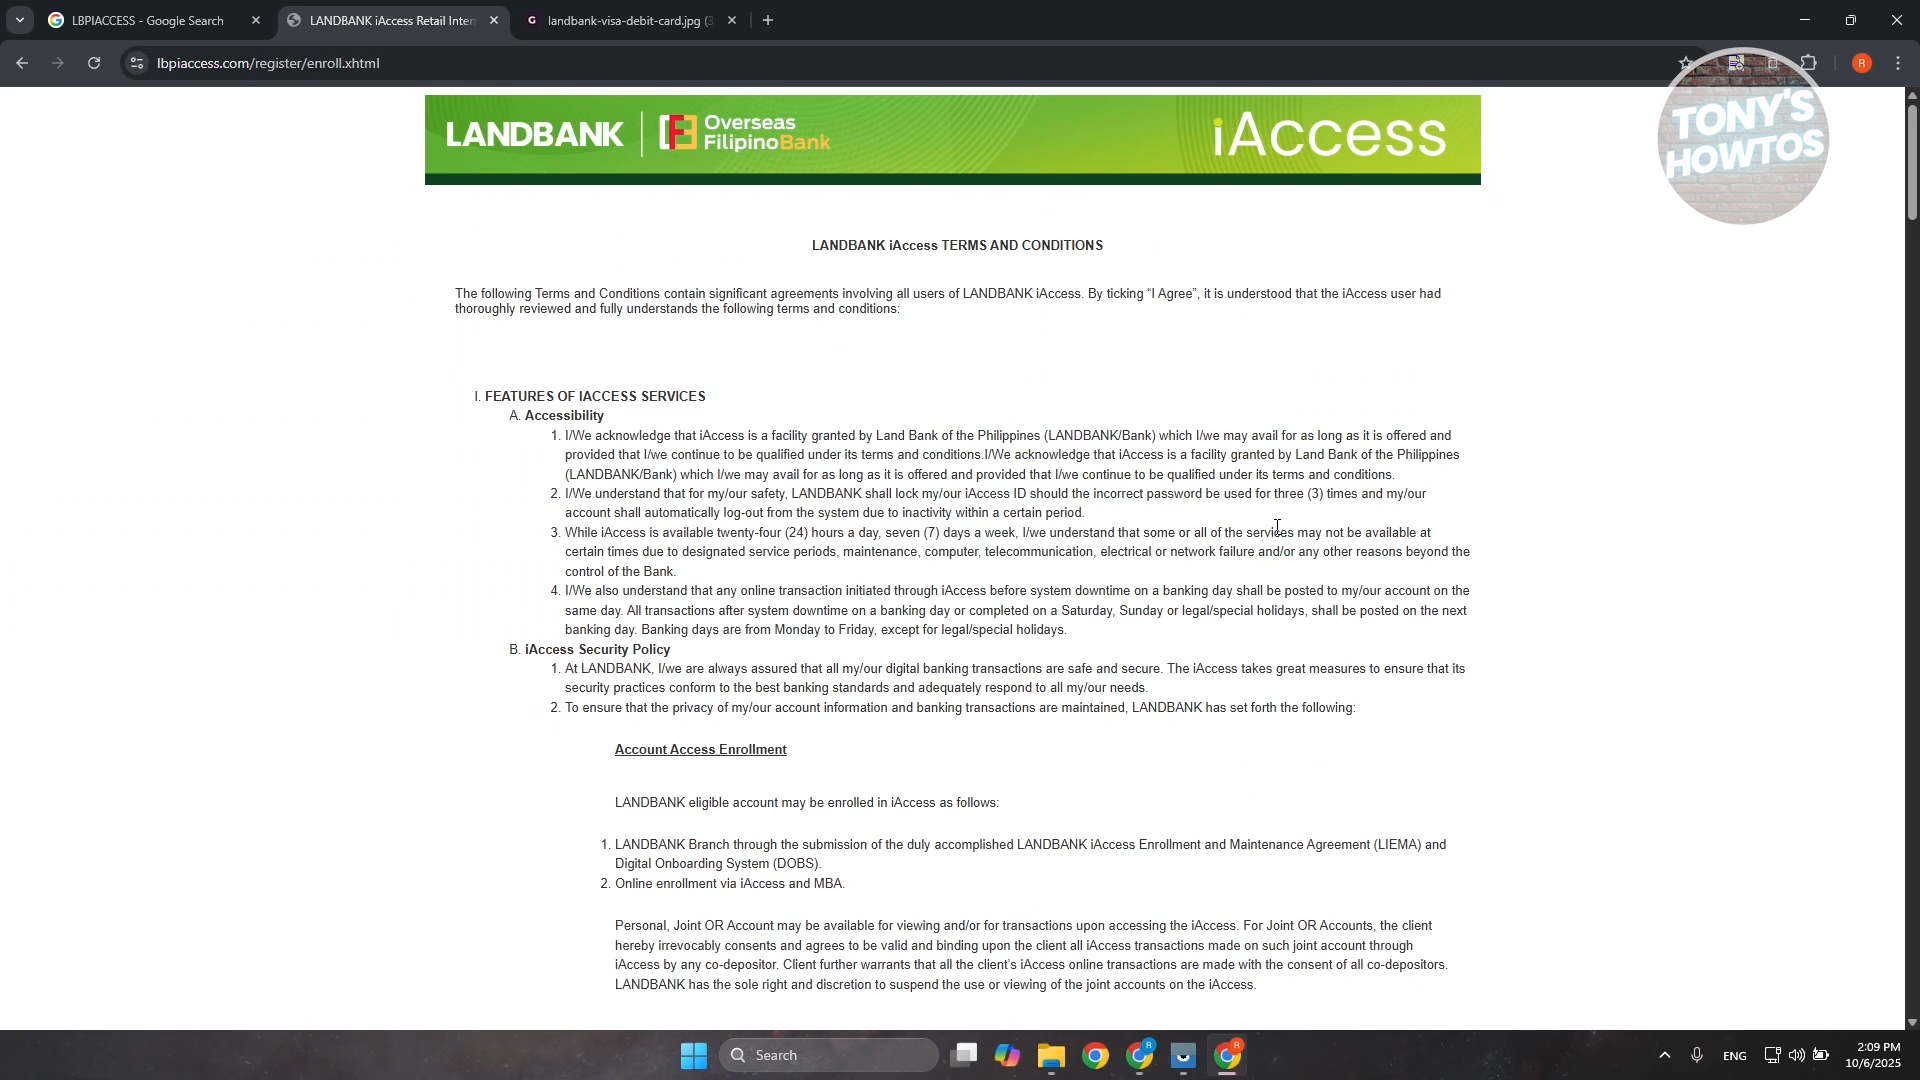 LBPIACCESS - Google Search
LANDBANK iAccess Retail Inter
G landbank-visa-debit-card.jpg (3
lbpiaccess.com/register/enroll.xhtml
R
LANDBANK
Overseas
FilipinoBank
iAccess
TONY'S
HOWTOS
LANDBANK iAccess TERMS AND CONDITIONS
The following Terms and Conditions contain significant agreements involving all users of LANDBANK iAccess. By ticking "I Agree", it is understood that the iAccess user had
thoroughly reviewed and fully understands the following terms and conditions:
I. FEATURES OF IACCESS SERVICES
A. Accessibility
1. I/We acknowledge that iAccess is a facility granted by Land Bank of the Philippines (LANDBANK/Bank) which I/we may avail for as long as it is offered and
provided that I/we continue to be qualified under its terms and conditions.I/We acknowledge that iAccess is a facility granted by Land Bank of the Philippines
(LANDBANK/Bank) which I/we may avail for as long as it is offered and provided that I/we continue to be qualified under its terms and conditions.
2. I/We understand that for my/our safety, LANDBANK shall lock my/our iAccess ID should the incorrect password be used for three (3) times and my/our
account shall automatically log-out from the system due to inactivity within a certain period.
3. While iAccess is available twenty-four (24) hours a day, seven (7) days a week, I/we understand that some or all of the services may not be available at
certain times due to designated service periods, maintenance, computer, telecommunication, electrical or network failure and/or any other reasons beyond the
control of the Bank.
4. I/We also understand that any online transaction initiated through iAccess before system downtime on a banking day shall be posted to my/our account on the
same day. All transactions after system downtime on a banking day or completed on a Saturday, Sunday or legal/special holidays, shall be posted on the next
banking day. Banking days are from Monday to Friday, except for legal/special holidays.
B. iAccess Security Policy
1. At LANDBANK, I/we are always assured that all my/our digital banking transactions are safe and secure. The iAccess takes great measures to ensure that its
security practices conform to the best banking standards and adequately respond to all my/our needs.
2. To ensure that the privacy of my/our account information and banking transactions are maintained, LANDBANK has set forth the following:
Account Access Enrollment
LANDBANK eligible account may be enrolled in iAccess as follows:
1. LANDBANK Branch through the submission of the duly accomplished LANDBANK iAccess Enrollment and Maintenance Agreement (LIEMA) and
Digital Onboarding System (DOBS).
2. Online enrollment via iAccess and MBA.
Personal, Joint OR Account may be available for viewing and/or for transactions upon accessing the iAccess. For Joint OR Accounts, the client
hereby irrevocably consents and agrees to be valid and binding upon the client all iAccess transactions made on such joint account through
iAccess by any co-depositor. Client further warrants that all the client's iAccess online transactions are made with the consent of all co-depositors.
LANDBANK has the sole right and discretion to suspend the use or viewing of the joint accounts on the iAccess.
Search
R
R
ENG
2:09 PM
10/6/2025